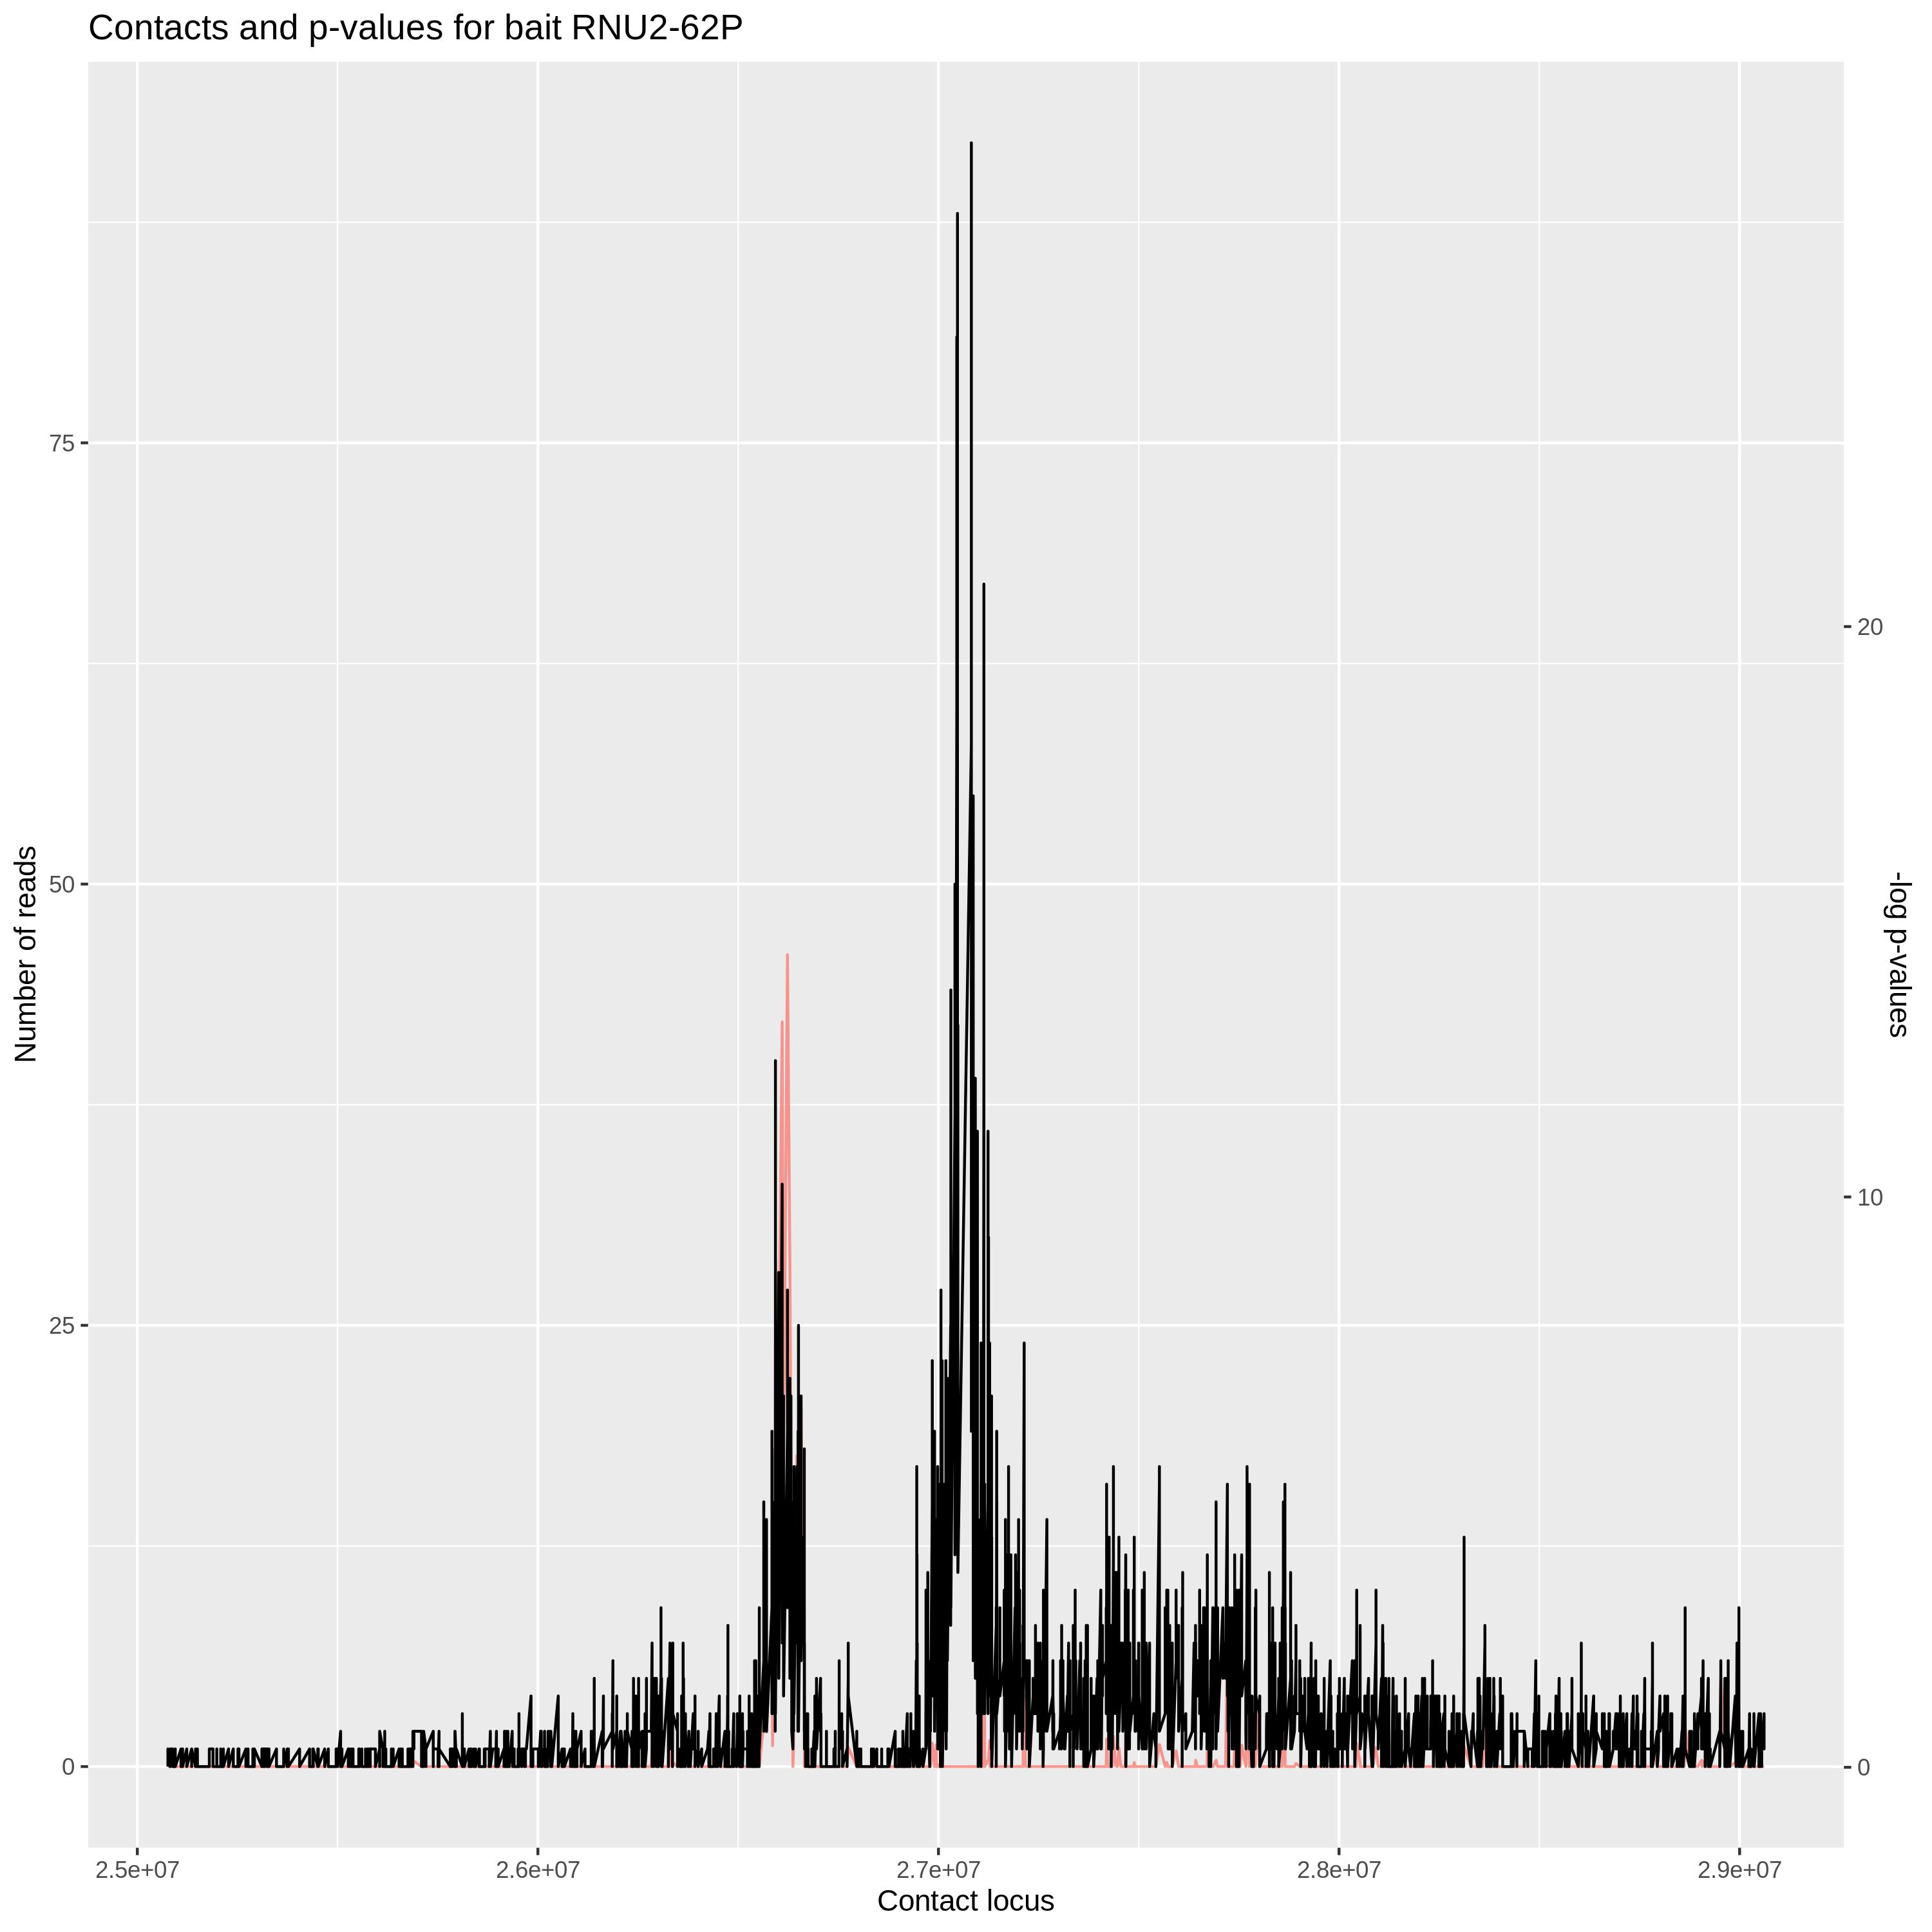 Contacts and p-values for bait RNU2-62P
Number of reads
75
50
25
0
20
10
0
-log p-values
2.5e+07 2.6e+07 2.7e+07 2.8e+07 2.9e+07
Contact locus